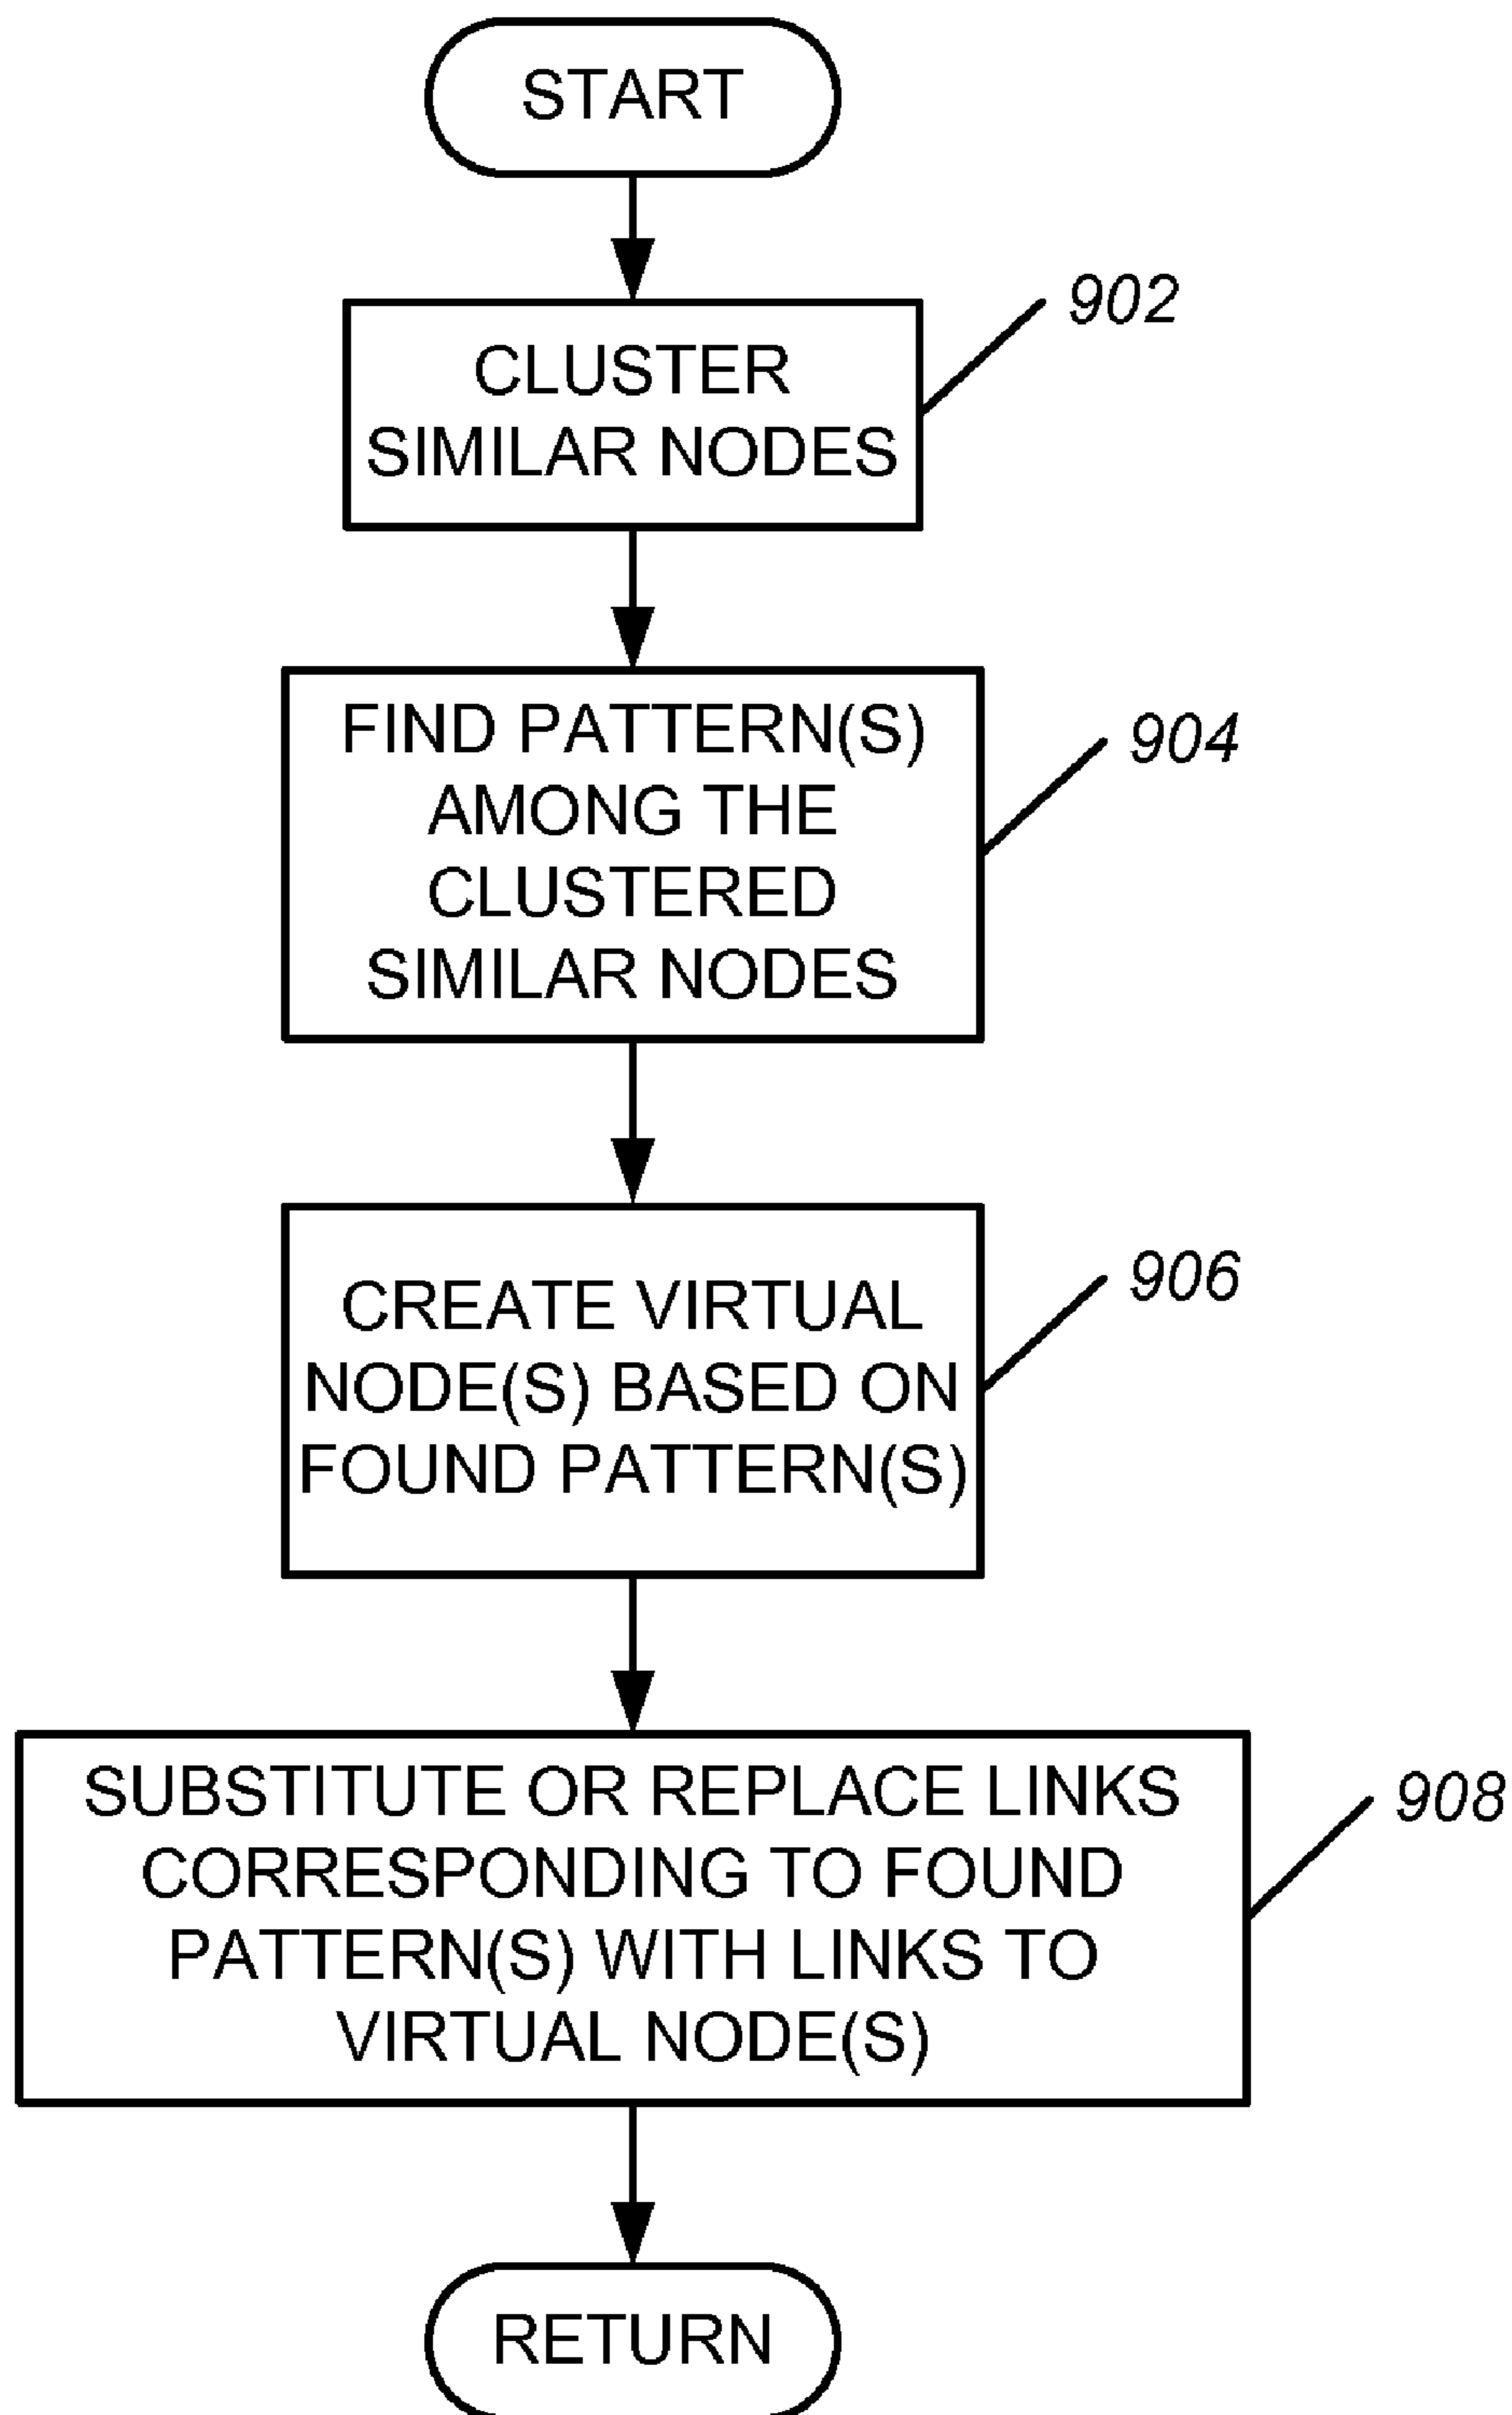 START
902
CLUSTER
SIMILAR NODES
904
FIND PATTERN(S)
AMONG THE
CLUSTERED
SIMILAR NODES
906
CREATE VIRTUAL
NODE(S) BASED ON
FOUND PATTERN(S)
908
SUBSTITUTE OR REPLACE LINKS
CORRESPONDING TO FOUND
PATTERN(S) WITH LINKS TO
VIRTUAL NODE(S)
RETURN